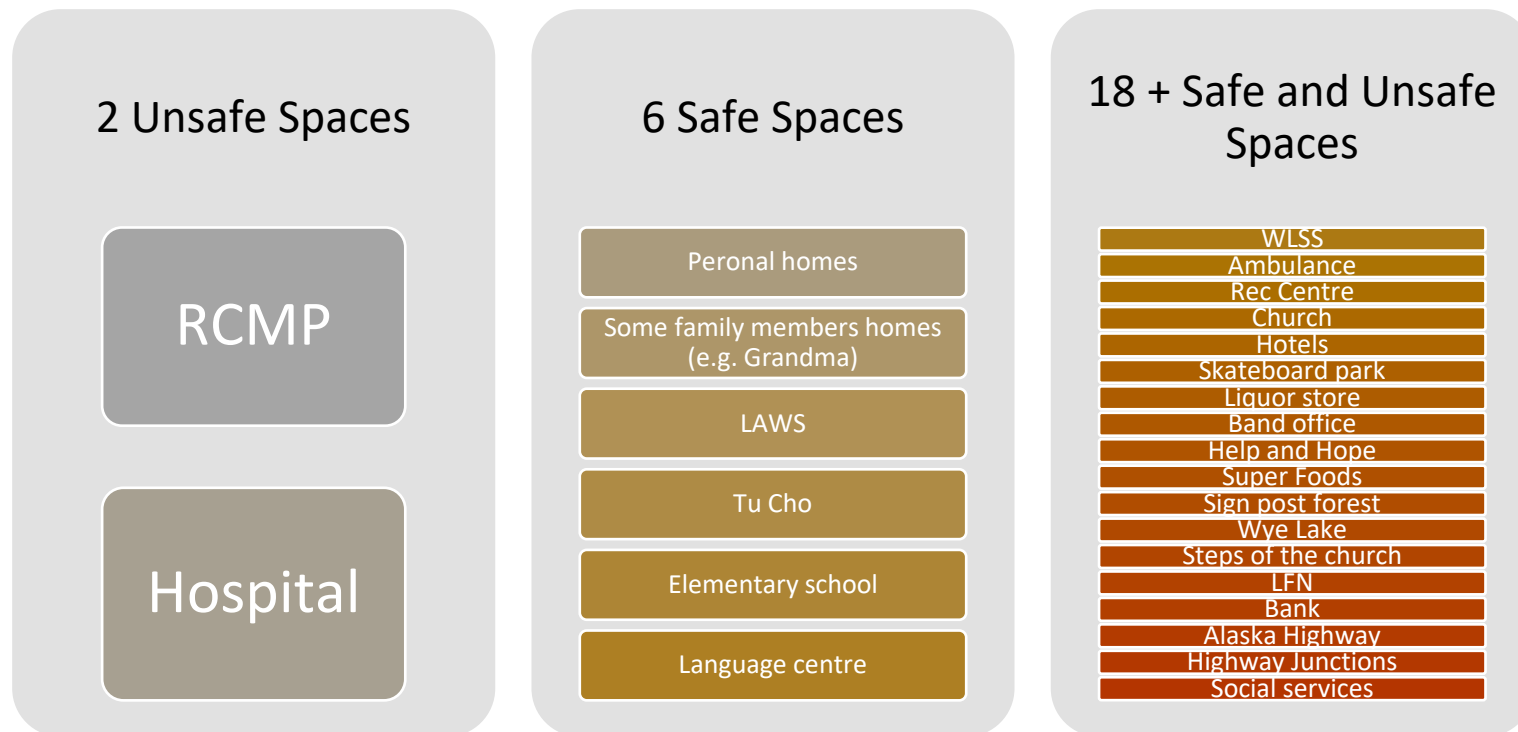 2 Unsafe Spaces
RCMP
Hospital
6 Safe Spaces
Peronal homes
Some family members homes
(e.g. Grandma)
LAWS
Tu Cho
Elementary school
Language centre
18 + Safe and Unsafe
Spaces
WLSS
Ambulance
Rec Centre
Church
Hotels
Skateboard park
Liquor store
Band office
Help and Hope
Super Foods
Sign post forest
Wye Lake
Steps of the church
LFN
Bank
Alaska Highway
Highway Junctions
Social services